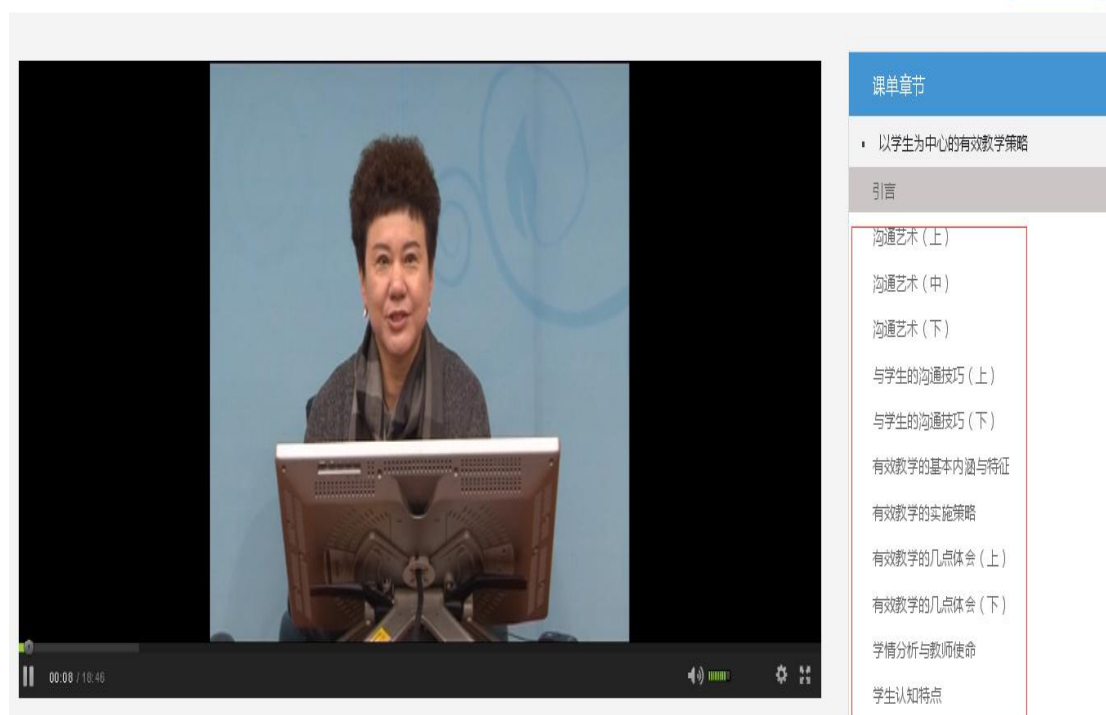 课单章节
▪ 以学生为中心的有效教学策略
引言
沟通艺术（上）
沟通艺术（中）
沟通艺术（下）
与学生的沟通技巧（上）
与学生的沟通技巧（下）
有效教学的基本内涵与特征
有效教学的实施策略
有效教学的几点体会（上）
有效教学的几点体会（下）
学情分析与教师使命
学生认知特点
00:08 / 18:46